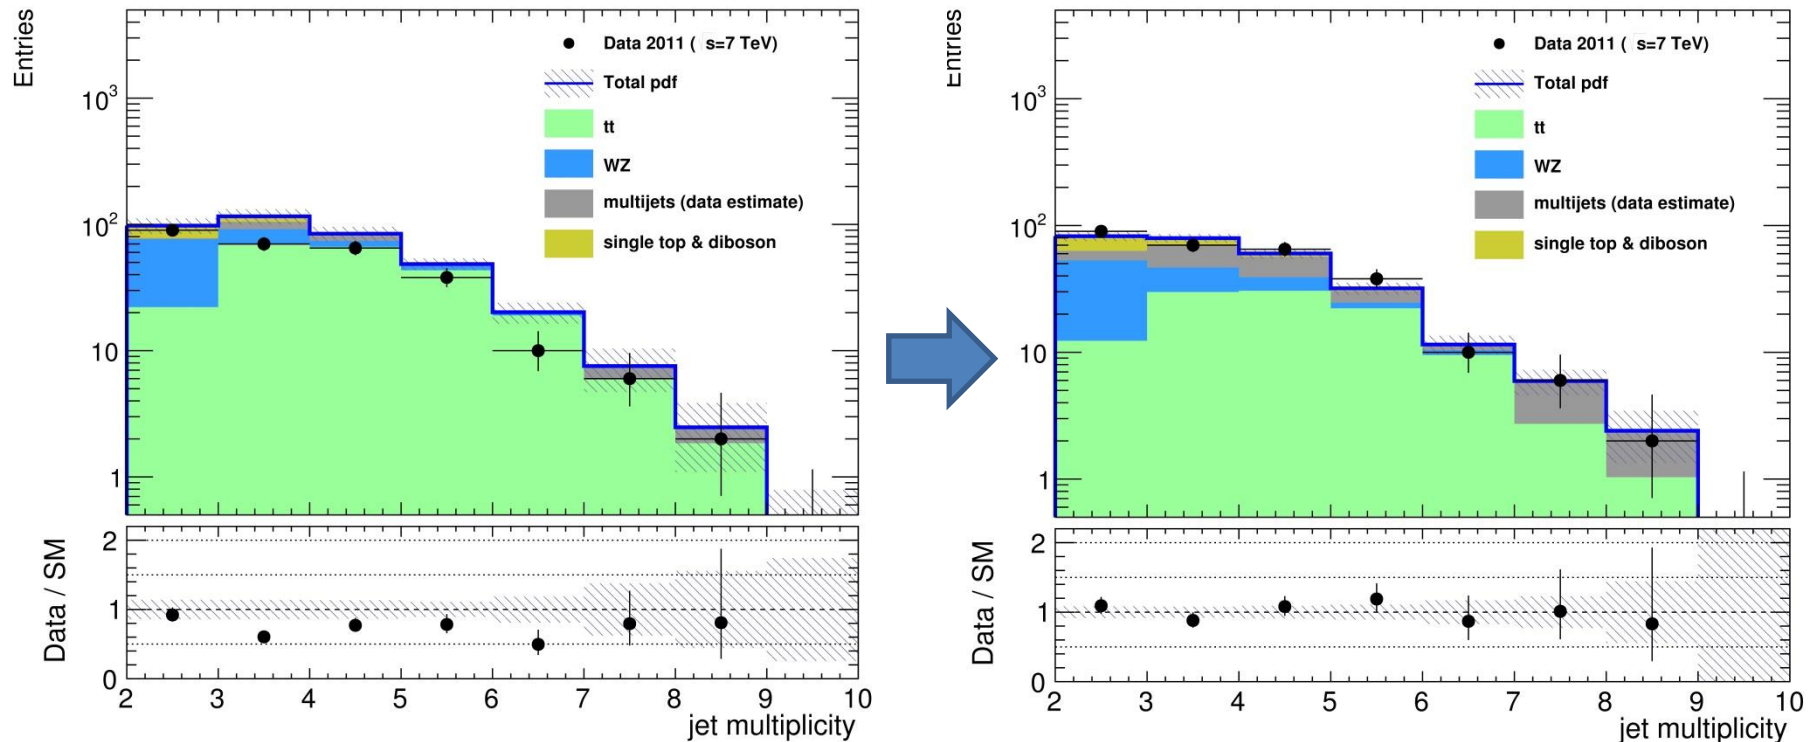 Entries
10³
10²
10
1
Data 2011 ( s=7 TeV)
Total pdf
tt
WZ
multijets (data estimate)
single top & diboson
Data / SM
2
1
0
2 3 4 5 6 7 8 9 10
jet multiplicity
Entries
10³
10²
10
1
Data 2011 ( s=7 TeV)
Total pdf
tt
WZ
multijets (data estimate)
single top & diboson
Data / SM
2
1
0
2 3 4 5 6 7 8 9 10
jet multiplicity